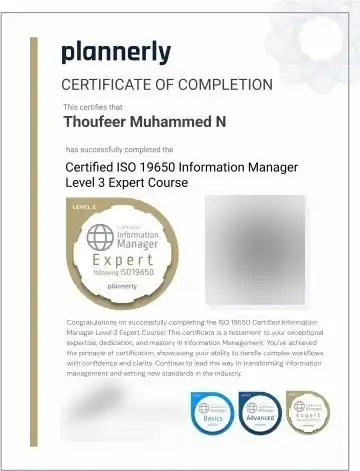 plannerly
CERTIFICATE OF COMPLETION
This certifies that
Thoufeer Muhammed N
has successfully completed the
Certified ISO 19650 Information Manager
Level 3 Expert Course
LEVEL 3
CERTIFIED
Information
Manager
Expert
following ISO19650
plannerly
Congratulations on successfully completing the ISO 19650 Certified Information
Manager Level 3 Expert Course! This certificate is a testament to your exceptional
expertise, dedication, and mastery in Information Management. You've achieved
the pinnacle of certification, showcasing your ability to handle complex workflows
with confidence and clarity. Continue to lead the way in transforming information
management and setting new standards in the industry.
Manager
Basics
Manager
Advanced
Manager
Expert